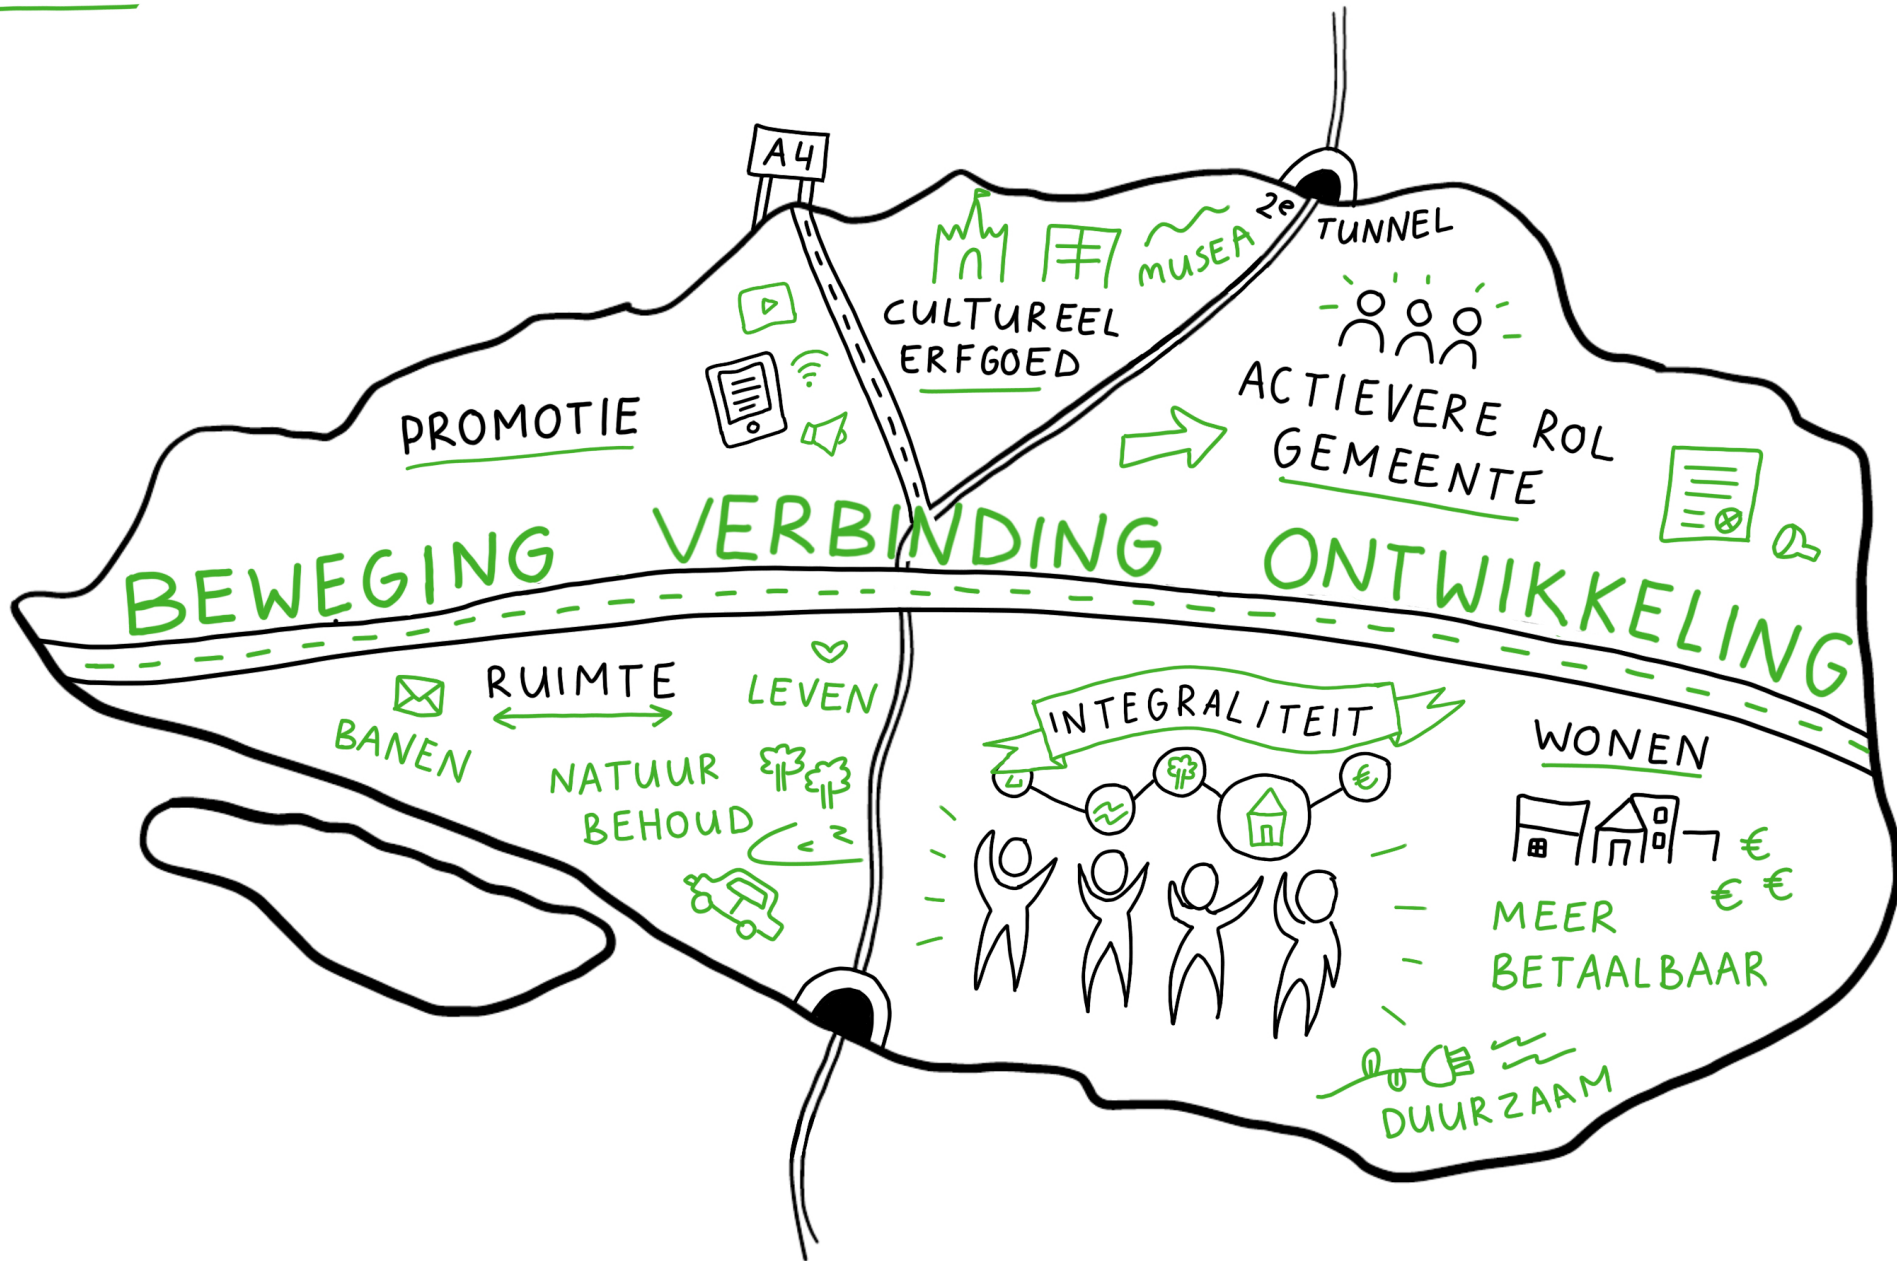 A4
2e
TUNNEL
MUSEA
CULTUREEL
ERFGOED
PROMOTIE
ACTIEVERE ROL
GEMEENTE
BEWEGING VERBINDING ONTWIKKELING
RUIMTE
LEVEN
BANEN
NATUUR
BEHOUD
INTEGRALITEIT
€
WONEN
€
€ €
MEER
BETAALBAAR
DUURZAAM